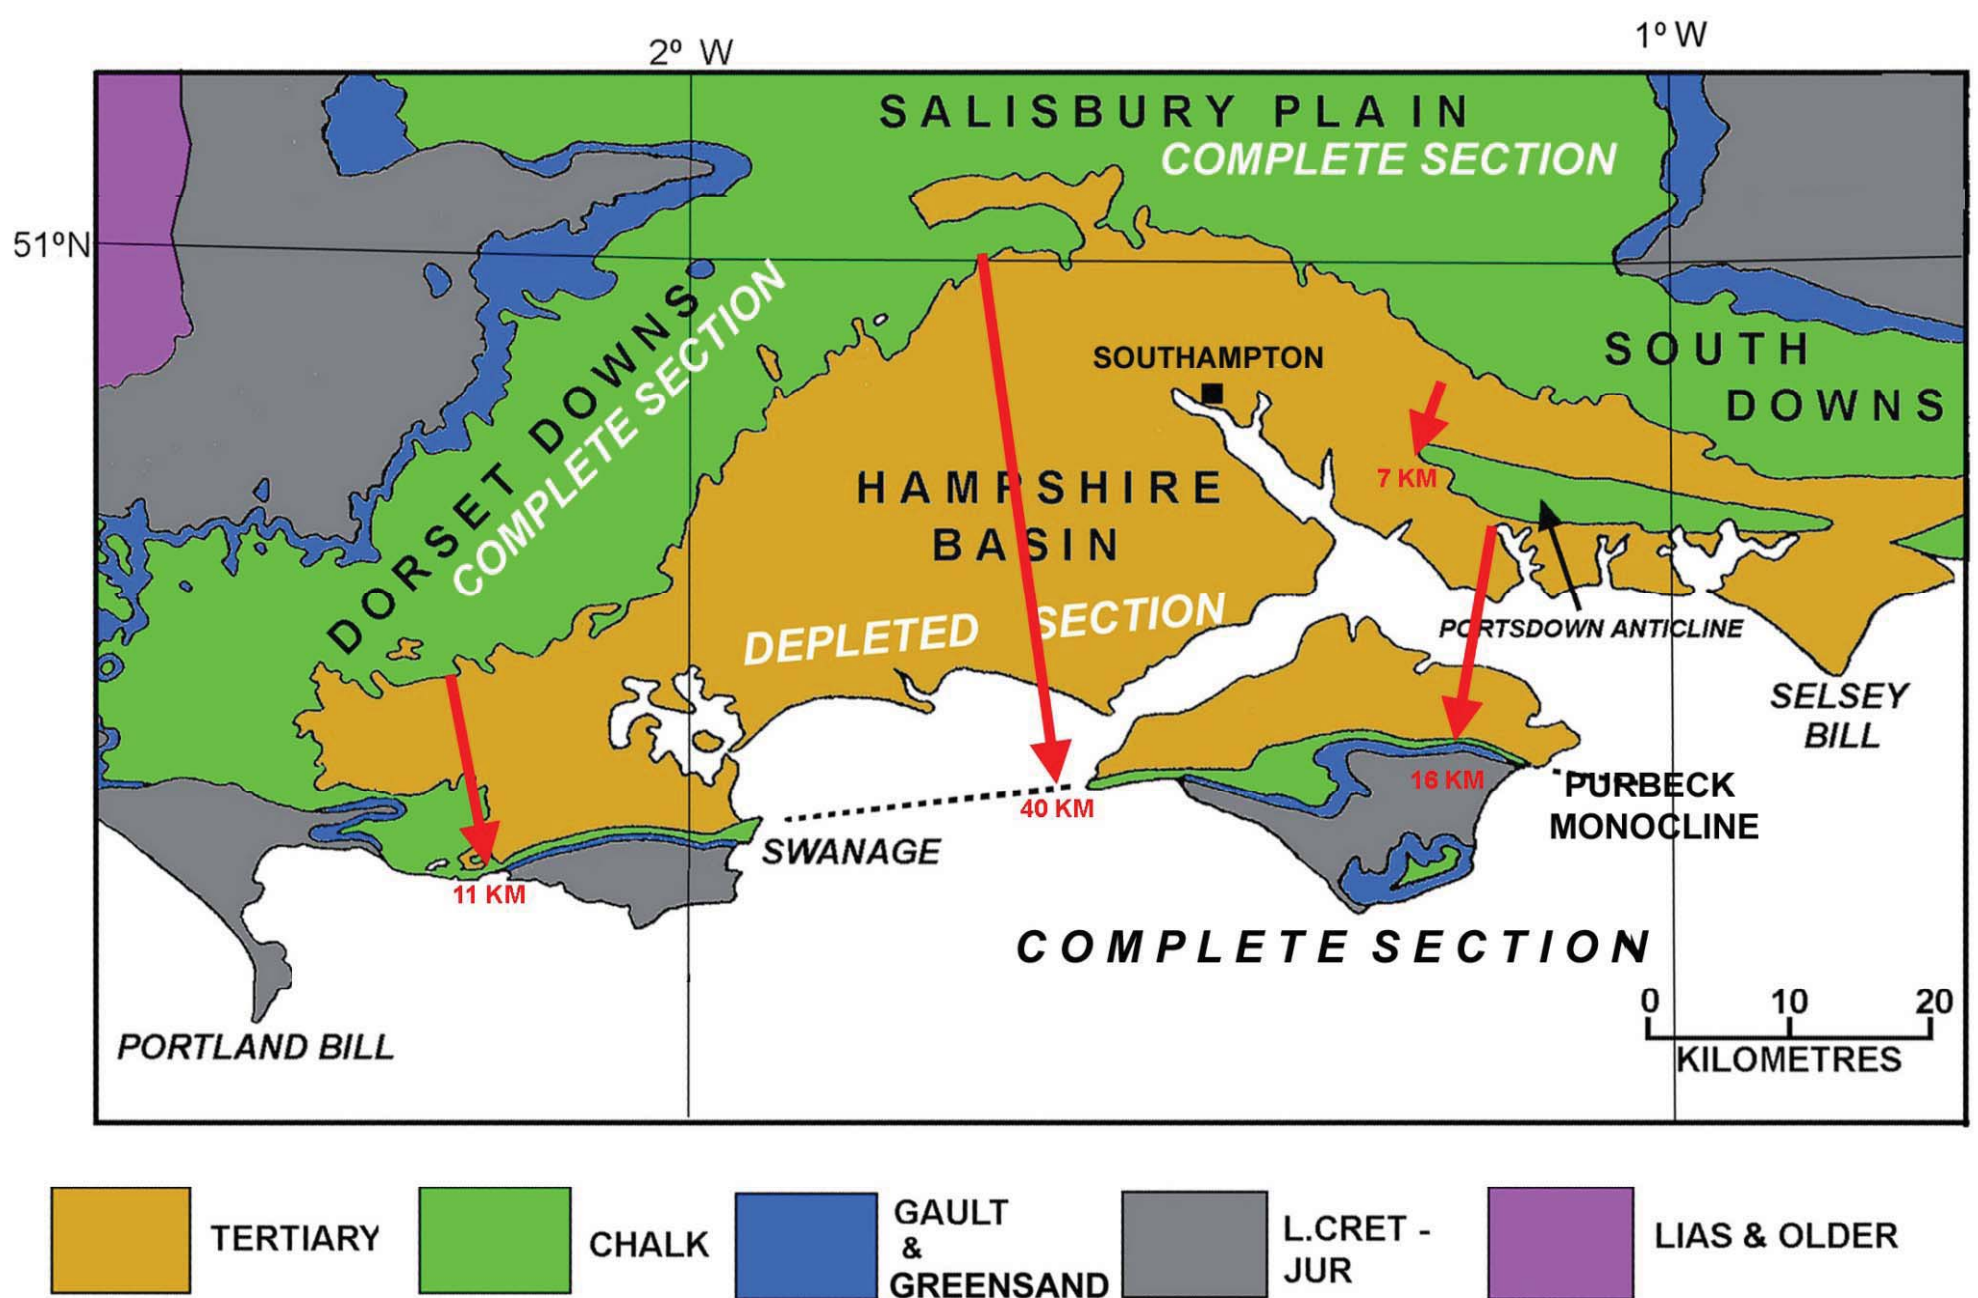 2º W
1º W
SALISBURY PLAIN
COMPLETE SECTION
51ºN
DORSET DOWNS
COMPLETE SECTION
SOUTHAMPTON
SOUTH
DOWNS
HAMPSHIRE
BASIN
7 KM
DEPLETED SECTION
PORTSDOWN ANTICLINE
SELSEY
BILL
16 KM
PURBECK
MONOCLINE
40 KM
SWANAGE
11 KM
COMPLETE SECTION
PORTLAND BILL
0 10 20
KILOMETRES
TERTIARY
CHALK
GAULT
&
GREENSAND
L.CRET -
JUR
LIAS & OLDER